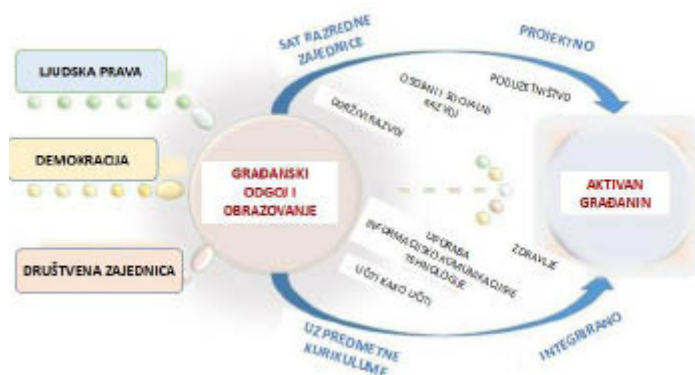 SAT RAZREDNE
ZAJEDNICE
PROJEKTNO
LJUDSKA PRAVA
ODRŽIVI RAZVOJ
OSOBNI I SOCIJALNI
RAZVOJ
PODUZETNIŠTVO
DEMOKRACIJA
GRAĐANSKI
ODGOJ I
OBRAZOVANJE
AKTIVAN
GRAĐANIN
DRUŠTVENA ZAJEDNICA
UPORABA
INFORMACIJSKO KOMUNIKACIJSKE
TEHNOLOGIJE
UČITI KAKO UČITI
ZDRAVLJE
UZ PREDMETNE
KURIKULUME
INTEGRIRANO